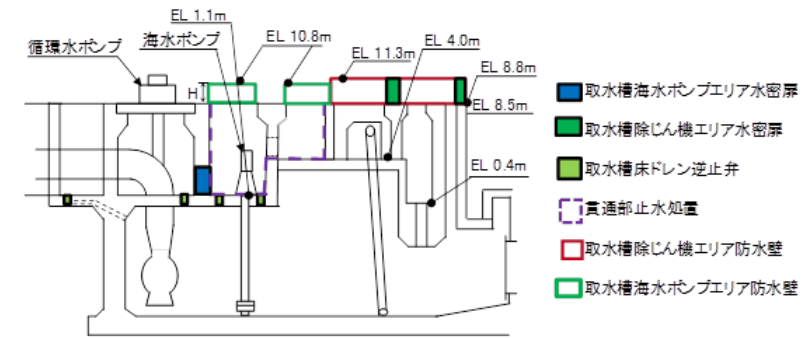 EL 1.1m
海水ポンプ
循環水ポンプ
EL 10.8m
EL 11.3m
EL 4.0m
EL 8.8m
EL 8.5m
H
EL 0.4m
取水槽海水ポンプエリア水密扉
取水槽除じん機エリア水密扉
取水槽床ドレン逆止弁
貫通部止水処置
取水槽除じん機エリア防水壁
取水槽海水ポンプエリア防水壁